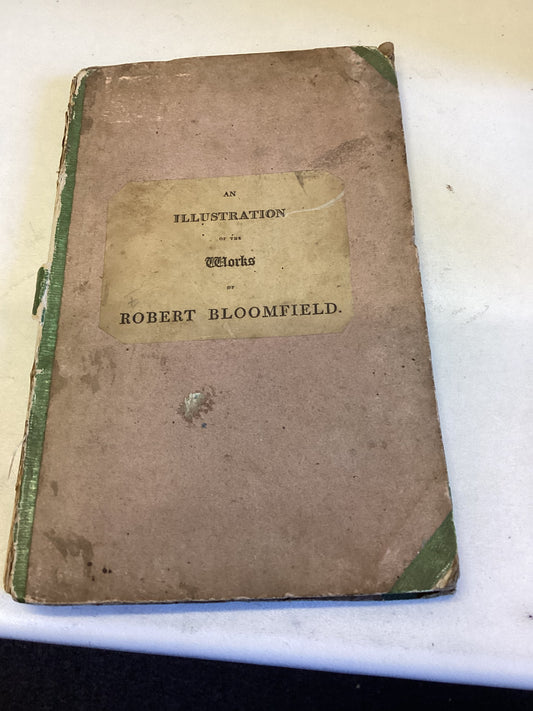 AN
ILLUSTRATION
OF THE
Works
OF
ROBERT BLOOMFIELD.